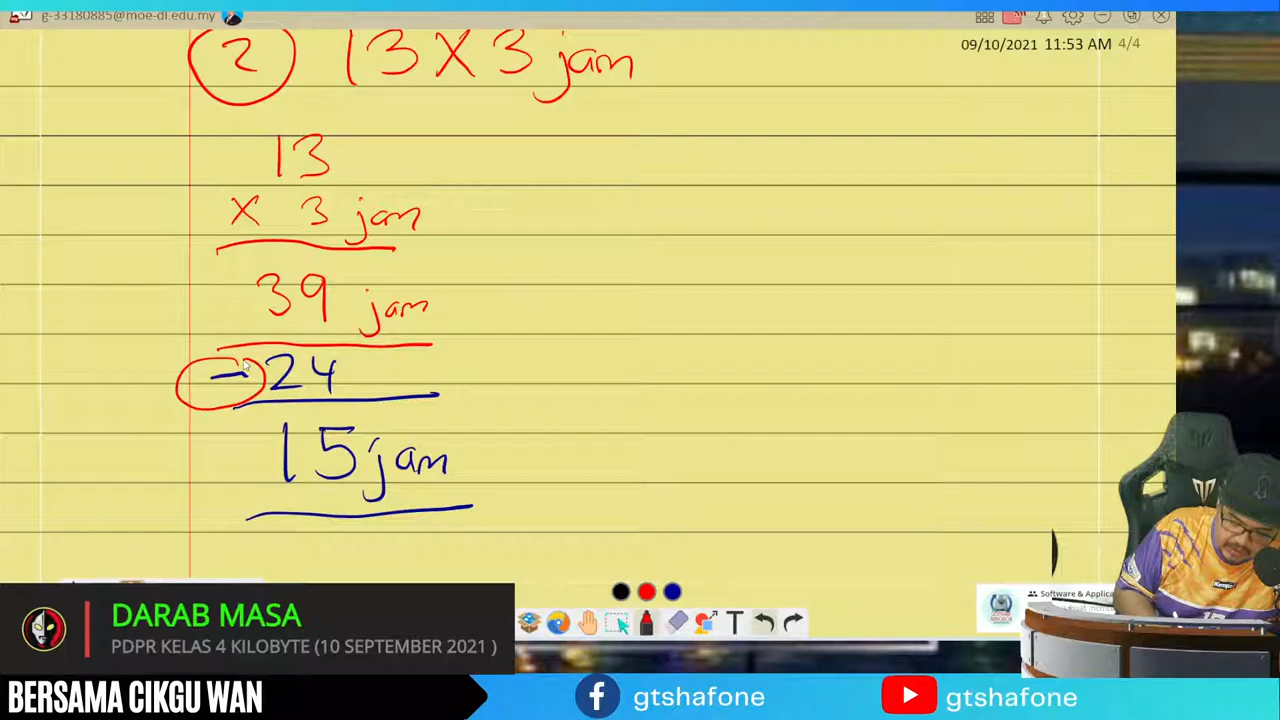 g-33180885@moe-dl.edu.my
09/10/2021 11:53 AM 4/4
2 13 X 3 jam
13
X 3 jam
39 jam
- 24
15 jam
Software & Applica
T
DARAB MASA
PDPR KELAS 4 KILOBYTE (10 SEPTEMBER 2021 )
BERSAMA CIKGU WAN
gtshafone
gtshafone